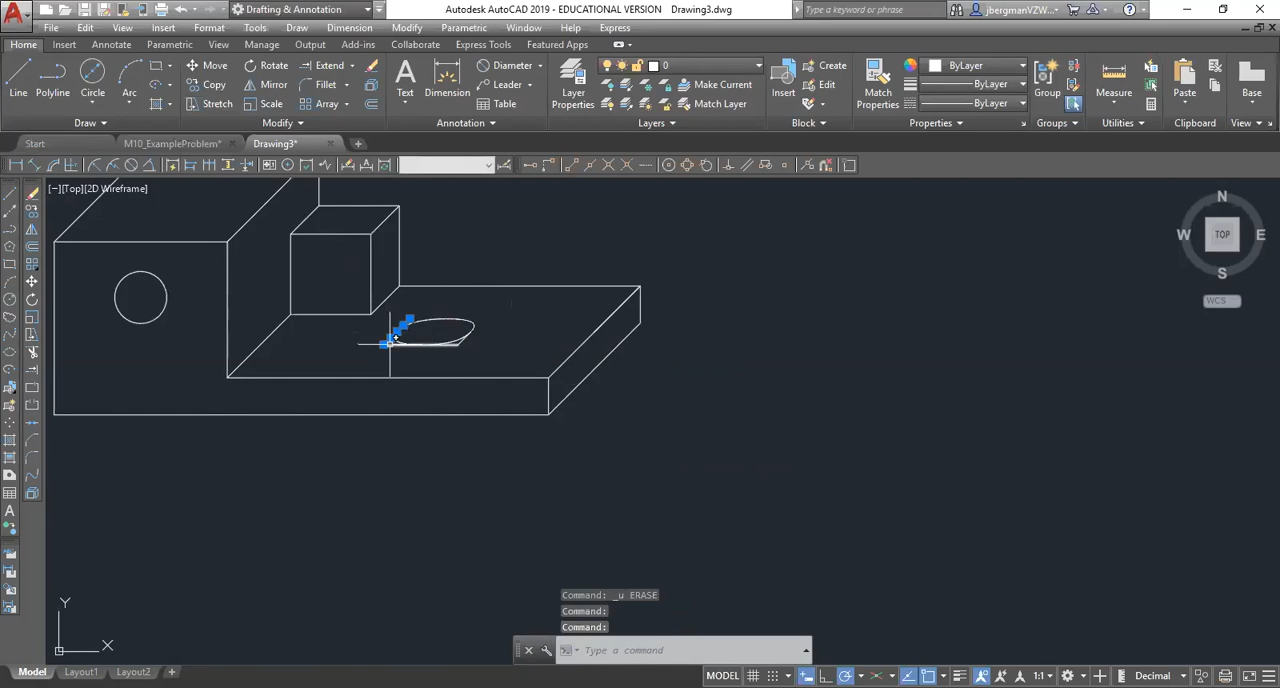 A Drafting & Annotation Autodesk AutoCAD 2019 - EDUCATIONAL VERSION Drawing3.dwg Type a keyword or phrase jbergmanVZW...
File Edit View Insert Format Tools Draw Dimension Modify Parametric Window Help Express
Home Insert Annotate Parametric View Manage Output Add-ins Collaborate Express Tools Featured Apps
Line Polyline Circle Arc Move Rotate Extend Text Dimension Diameter Layer Properties 0 Insert Create Match Properties ByLayer Group Measure Paste Base
Copy Mirror Fillet Leader Make Current Edit ByLayer
Stretch Scale Array Table Match Layer ByLayer
Draw Modify Annotation Layers Block Properties Groups Utilities Clipboard View
Start M10_ExampleProblem* Drawing3*
[−][Top][2D Wireframe]
N
W TOP E
S
WCS
Y
X
Command: _u ERASE
Command:
Command:
Type a command
Model Layout1 Layout2 MODEL 1:1 Decimal